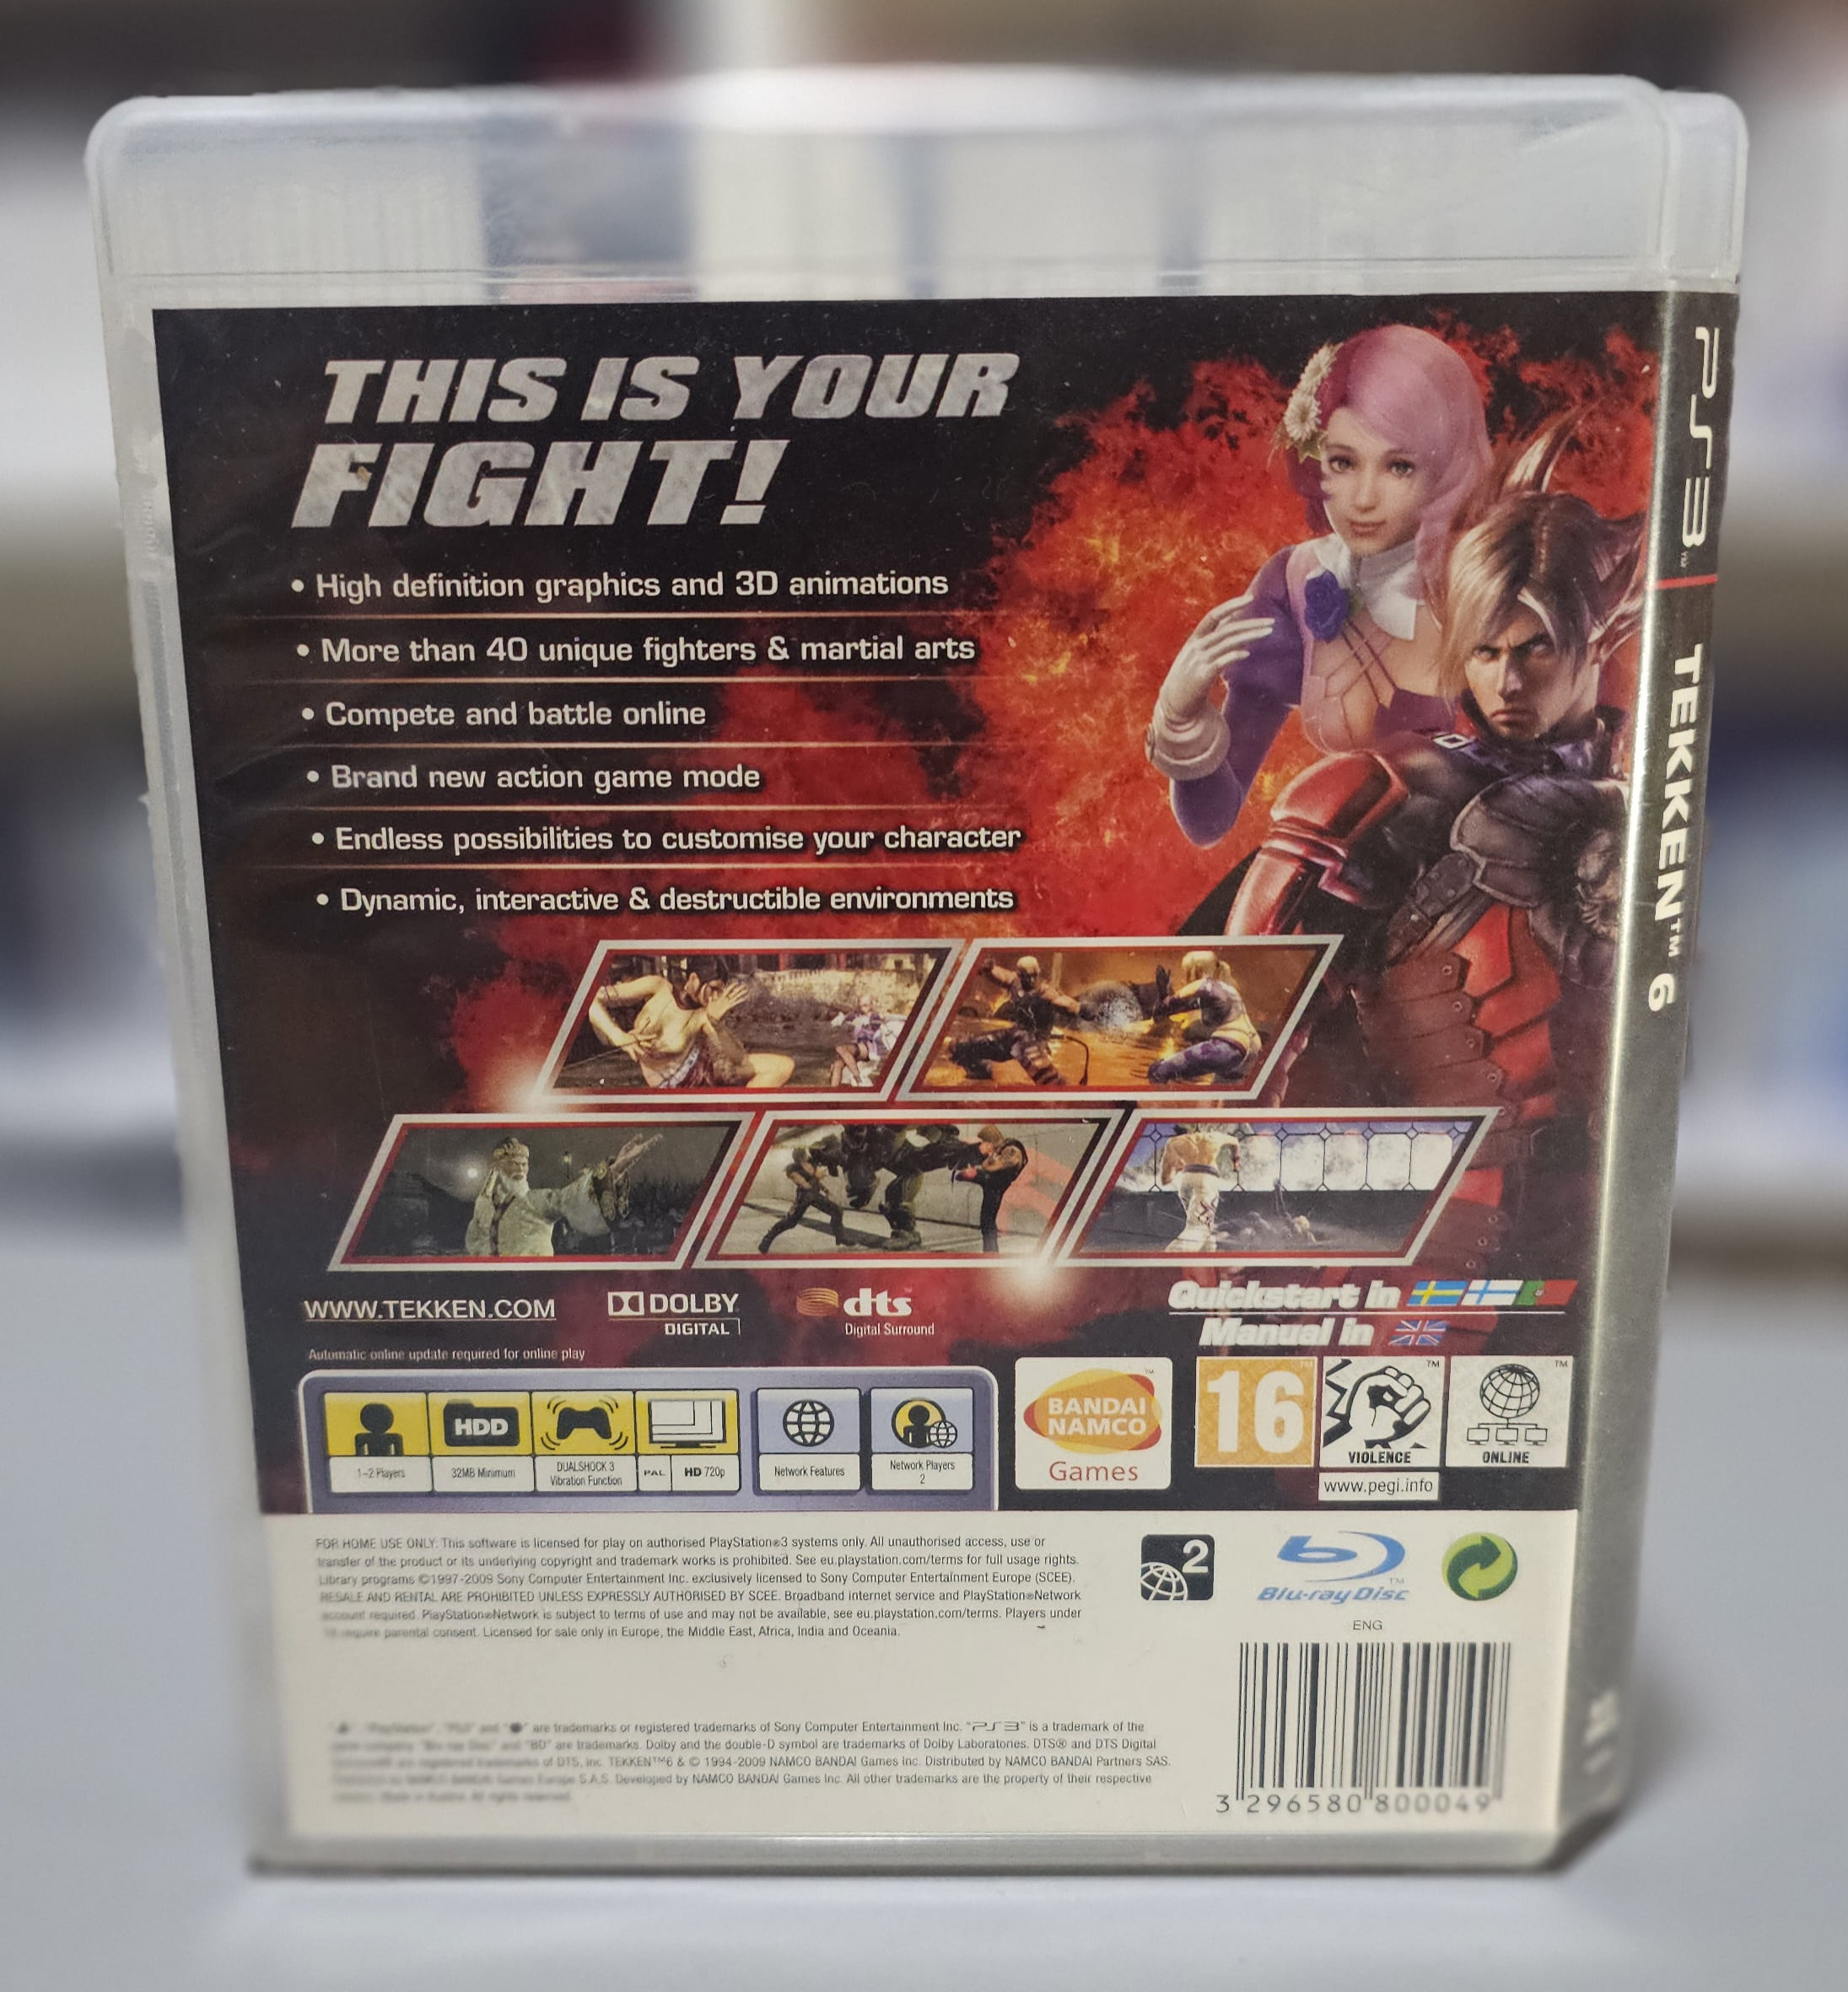 THIS IS YOUR
FIGHT!
• High definition graphics and 3D animations
• More than 40 unique fighters & martial arts
• Compete and battle online
• Brand new action game mode
• Endless possibilities to customise your character
• Dynamic, interactive & destructible environments
WWW.TEKKEN.COM
DOLBY
DIGITAL
dts
Digital Surround
Quickstart in
Manual in
Automatic online update required for online play
1-2 Players
HDD
32MB Minimum
DUALSHOCK 3
Vibration Function
PAL
HD 720p
Network Features
Network Players
2
BANDAI
NAMCO
Games
16
VIOLENCE
ONLINE
www.pegi.info
FOR HOME USE ONLY. This software is licensed for play on authorised PlayStation®3 systems only. All unauthorised access, use or
transfer of the product or its underlying copyright and trademark works is prohibited. See eu.playstation.com/terms for full usage rights.
Library programs ©1997-2009 Sony Computer Entertainment Inc. exclusively licensed to Sony Computer Entertainment Europe (SCEE).
RESALE AND RENTAL ARE PROHIBITED UNLESS EXPRESSLY AUTHORISED BY SCEE. Broadband internet service and PlayStation®Network
account required. PlayStation®Network is subject to terms of use and may not be available, see eu.playstation.com/terms. Players under
require parental consent. Licensed for sale only in Europe, the Middle East, Africa, India and Oceania.
2
Blu-ray Disc
ENG
"PlayStation", and are trademarks or registered trademarks of Sony Computer Entertainment Inc. "PS3" is a trademark of the
and "BD" are trademarks. Dolby and the double-D symbol are trademarks of Dolby Laboratories. DTS® and DTS Digital
of DTS, Inc. TEKKEN™6 & © 1994-2009 NAMCO BANDAI Games Inc. Distributed by NAMCO BANDAI Partners SAS.
S.A.S. Developed by NAMCO BANDAI Games Inc. All other trademarks are the property of their respective
All rights reserved.
3 296580 800049
PS3
TEKKEN™ 6